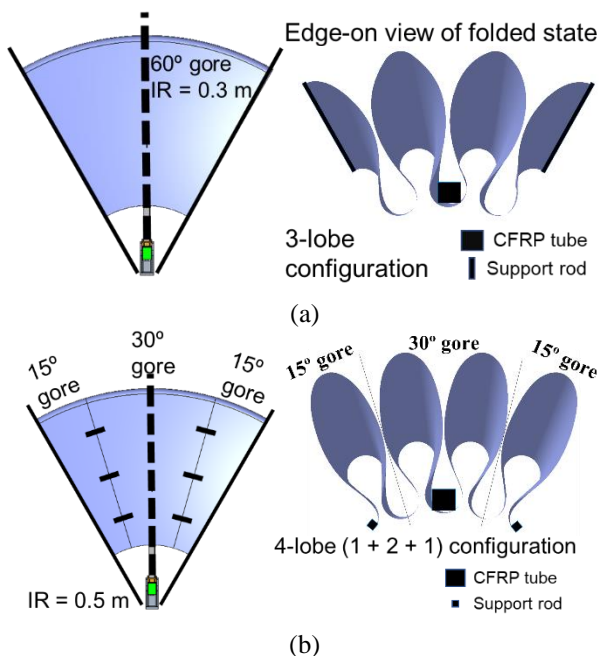 60º gore
IR = 0.3 m
Edge-on view of folded state
3-lobe
configuration
CFRP tube
Support rod
(a)
15º
gore
30º
gore
15º
gore
IR = 0.5 m
15º gore
30º gore
15º gore
4-lobe (1 + 2 + 1) configuration
CFRP tube
Support rod
(b)